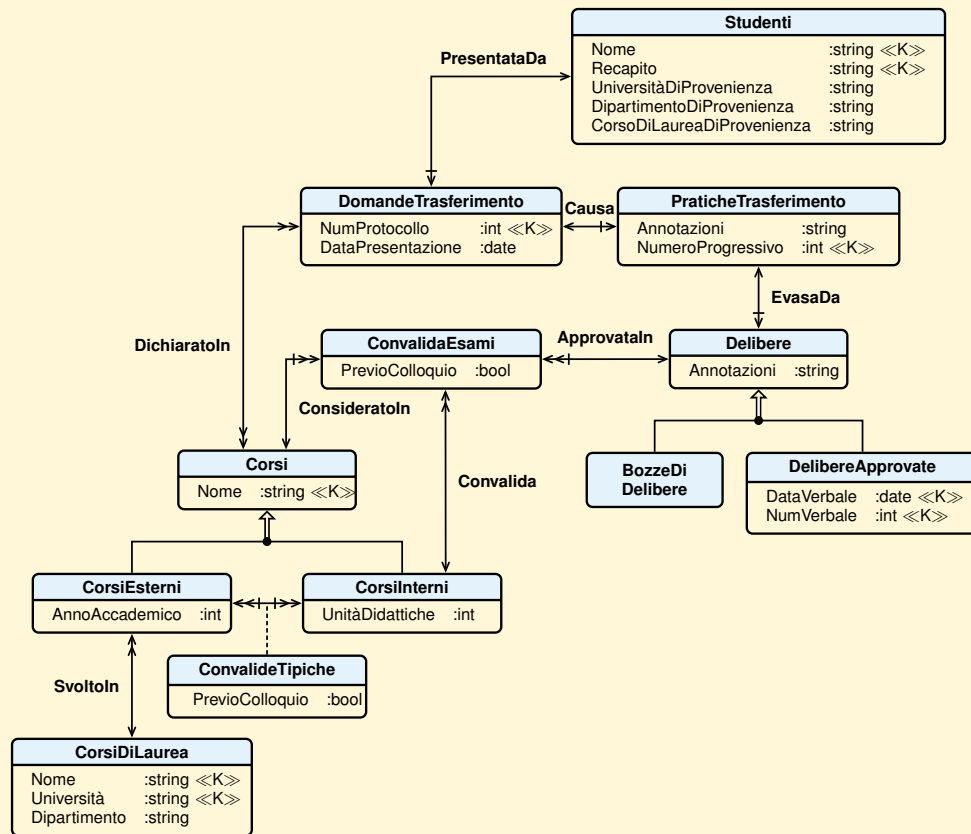 Studenti
Nome :string ≪K≫
Recapito :string ≪K≫
UniversitàDiProvenienza :string
DipartimentoDiProvenienza :string
CorsoDiLaureaDiProvenienza :string
PresentataDa
DomandeTrasferimento
NumProtocollo :int ≪K≫
DataPresentazione :date
Causa
PraticheTrasferimento
Annotazioni :string
NumeroProgressivo :int ≪K≫
EvasaDa
DichiaratoIn
ConvalidaEsami
PrevioColloquio :bool
ApprovataIn
Delibere
Annotazioni :string
ConsideratoIn
Corsi
Nome :string ≪K≫
Convalida
BozzeDi
Delibere
DelibereApprovate
DataVerbale :date ≪K≫
NumVerbale :int ≪K≫
CorsiEsterni
AnnoAccademico :int
CorsiInterni
UnitàDidattiche :int
ConvalideTipiche
PrevioColloquio :bool
SvoltoIn
CorsiDiLaurea
Nome :string ≪K≫
Università :string ≪K≫
Dipartimento :string